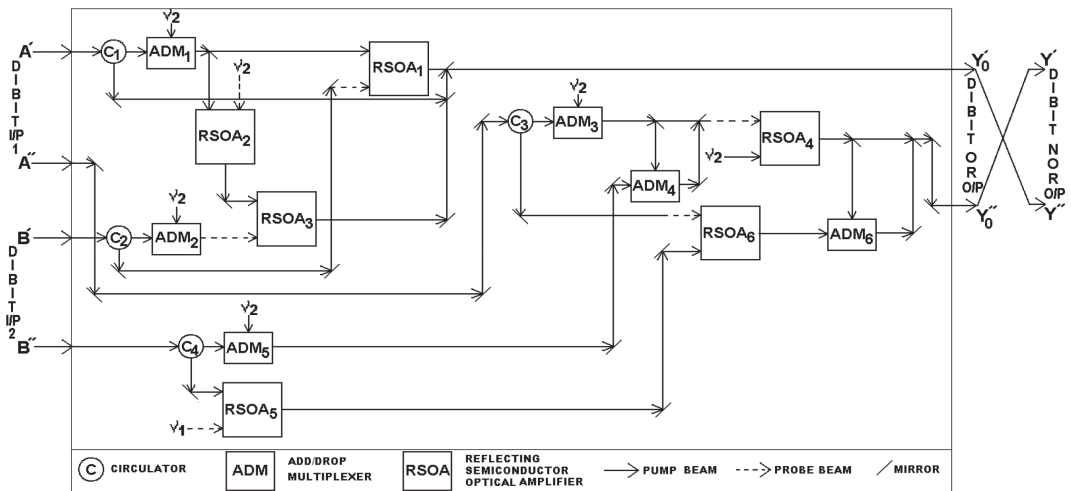 ν2
A′
C1
ADM1
RSOA1
DIBIT I/P 1
ν2
RSOA2
A″
B′
ν2
C2
ADM2
RSOA3
DIBIT I/P 2
B″
ν2
C4
ADM5
RSOA5
ν1
ν2
C3
ADM3
ADM4
ν2
RSOA4
RSOA6
ADM6
Y0′
DIBIT OR O/P
Y0″
Y′
DIBIT NOR O/P
Y″
C CIRCULATOR
ADM ADD/DROP
MULTIPLEXER
RSOA REFLECTING
SEMICONDUCTOR
OPTICAL AMPLIFIER
PUMP BEAM
PROBE BEAM
MIRROR